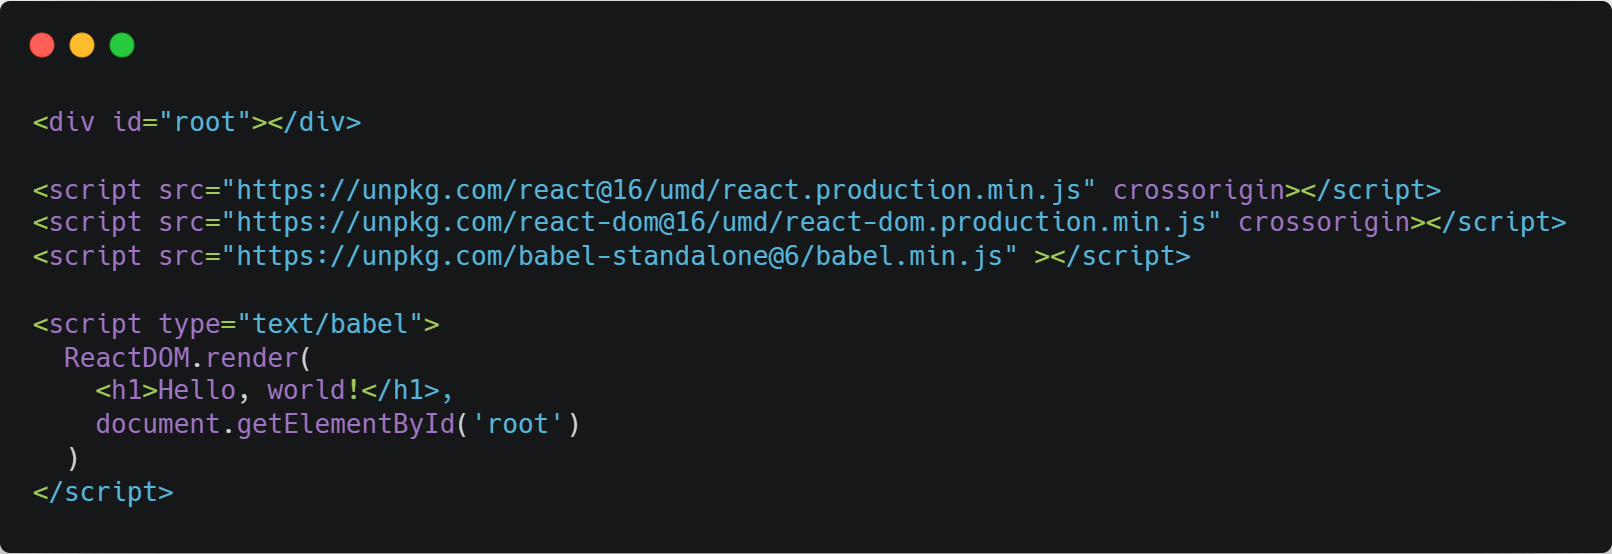 <div id="root"></div>
<script src="https://unpkg.com/react@16/umd/react.production.min.js" crossorigin></script>
<script src="https://unpkg.com/react-dom@16/umd/react-dom.production.min.js" crossorigin></script>
<script src="https://unpkg.com/babel-standalone@6/babel.min.js" ></script>
<script type="text/babel">
  ReactDOM.render(
    <h1>Hello, world!</h1>,
    document.getElementById('root')
  )
</script>